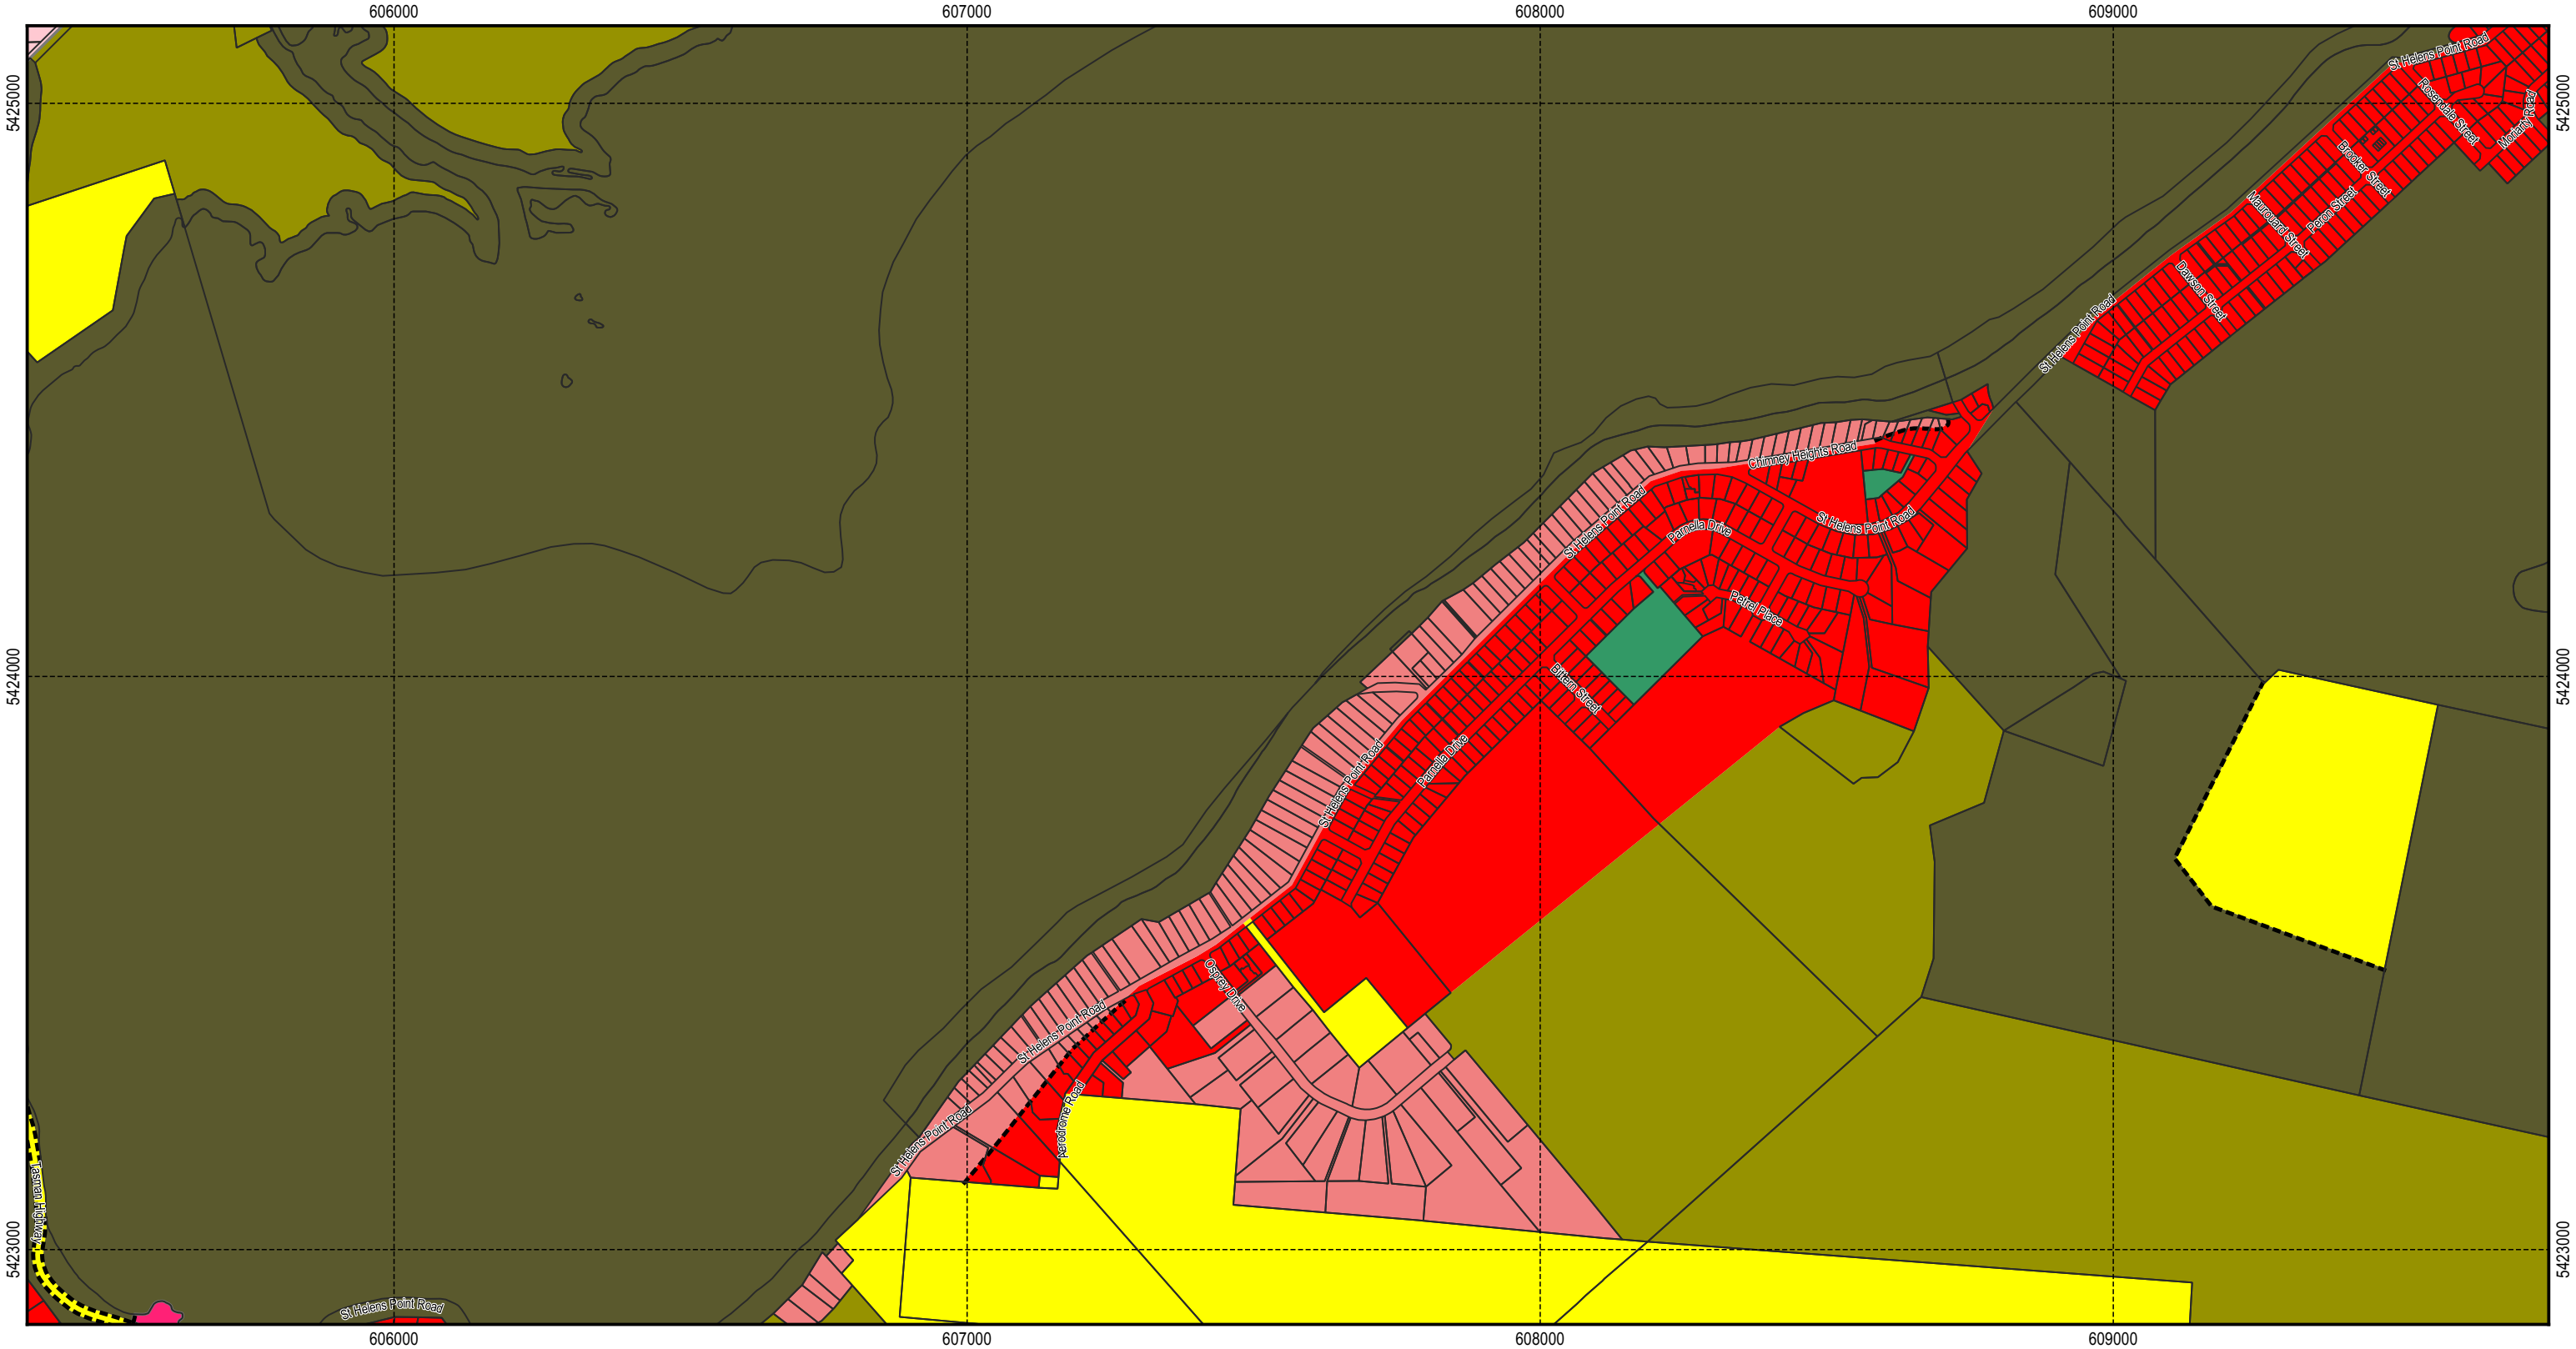 606000
607000
608000
609000
5425000
5425000
St Helens Point Road
Rosendale Street
Moriarty Road
Brooker Street
Maurouard Street
Peron Street
Dawson Street
St Helens Point Road
Chimney Heights Road
St Helens Point Road
St Helens Point Road
Parnella Drive
Petrel Place
5424000
5424000
Bittern Street
St Helens Point Road
Parnella Drive
Osprey Drive
St Helens Point Road
Aerodrome Road
St Helens Point Road
Tasman Highway
5423000
5423000
St Helens Point Road
606000
607000
608000
609000